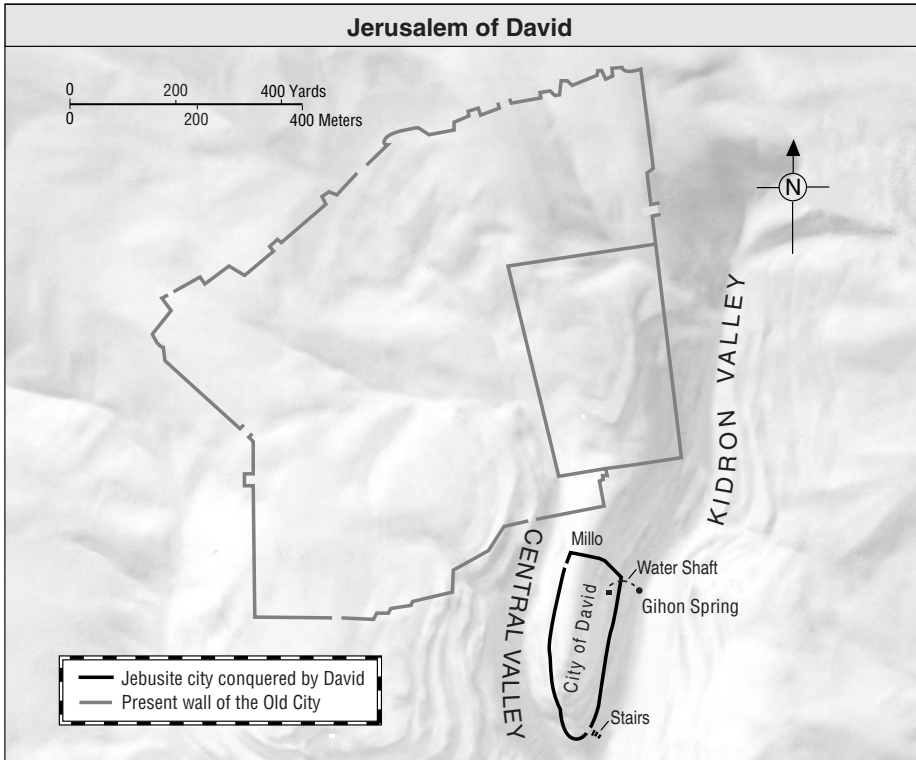 Jerusalem of David
0 200 400 Yards
0 200 400 Meters
N
KIDRON VALLEY
CENTRAL VALLEY
Millo
Water Shaft
Gihon Spring
City of David
Stairs
Jebusite city conquered by David
Present wall of the Old City